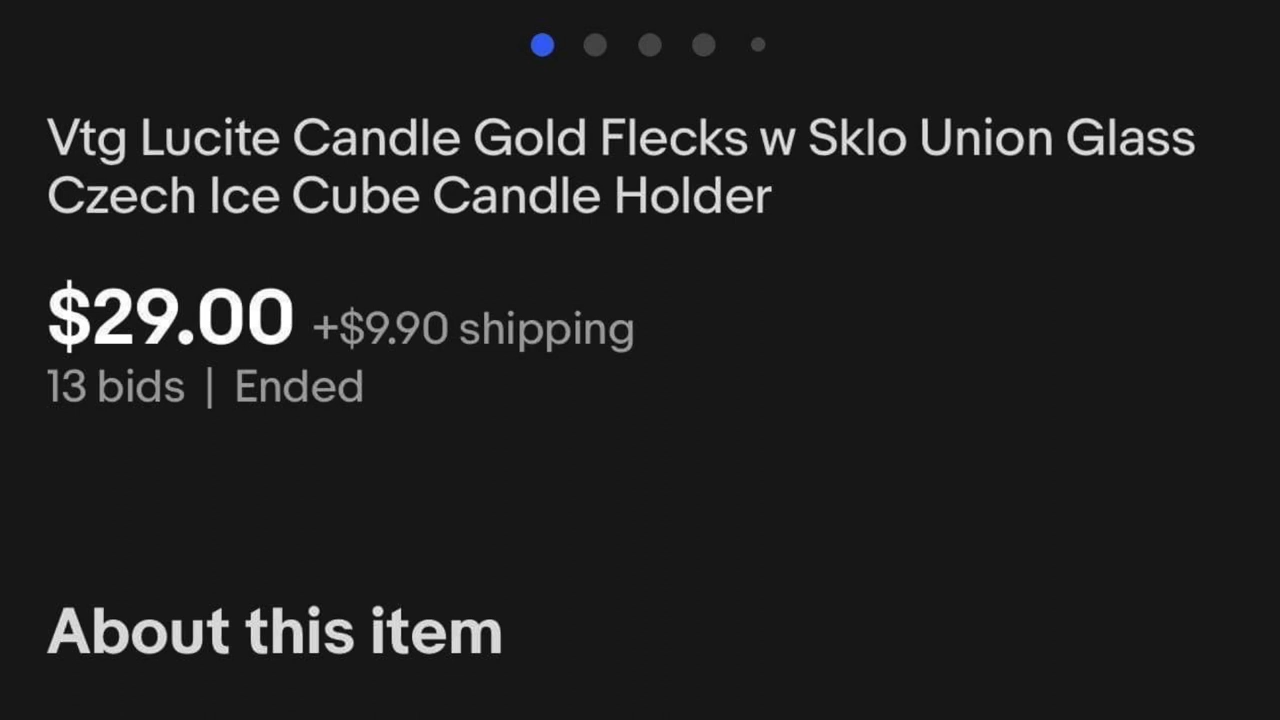 Vtg Lucite Candle Gold Flecks w Sklo Union Glass
Czech Ice Cube Candle Holder
$29.00 +$9.90 shipping
13 bids | Ended
About this item